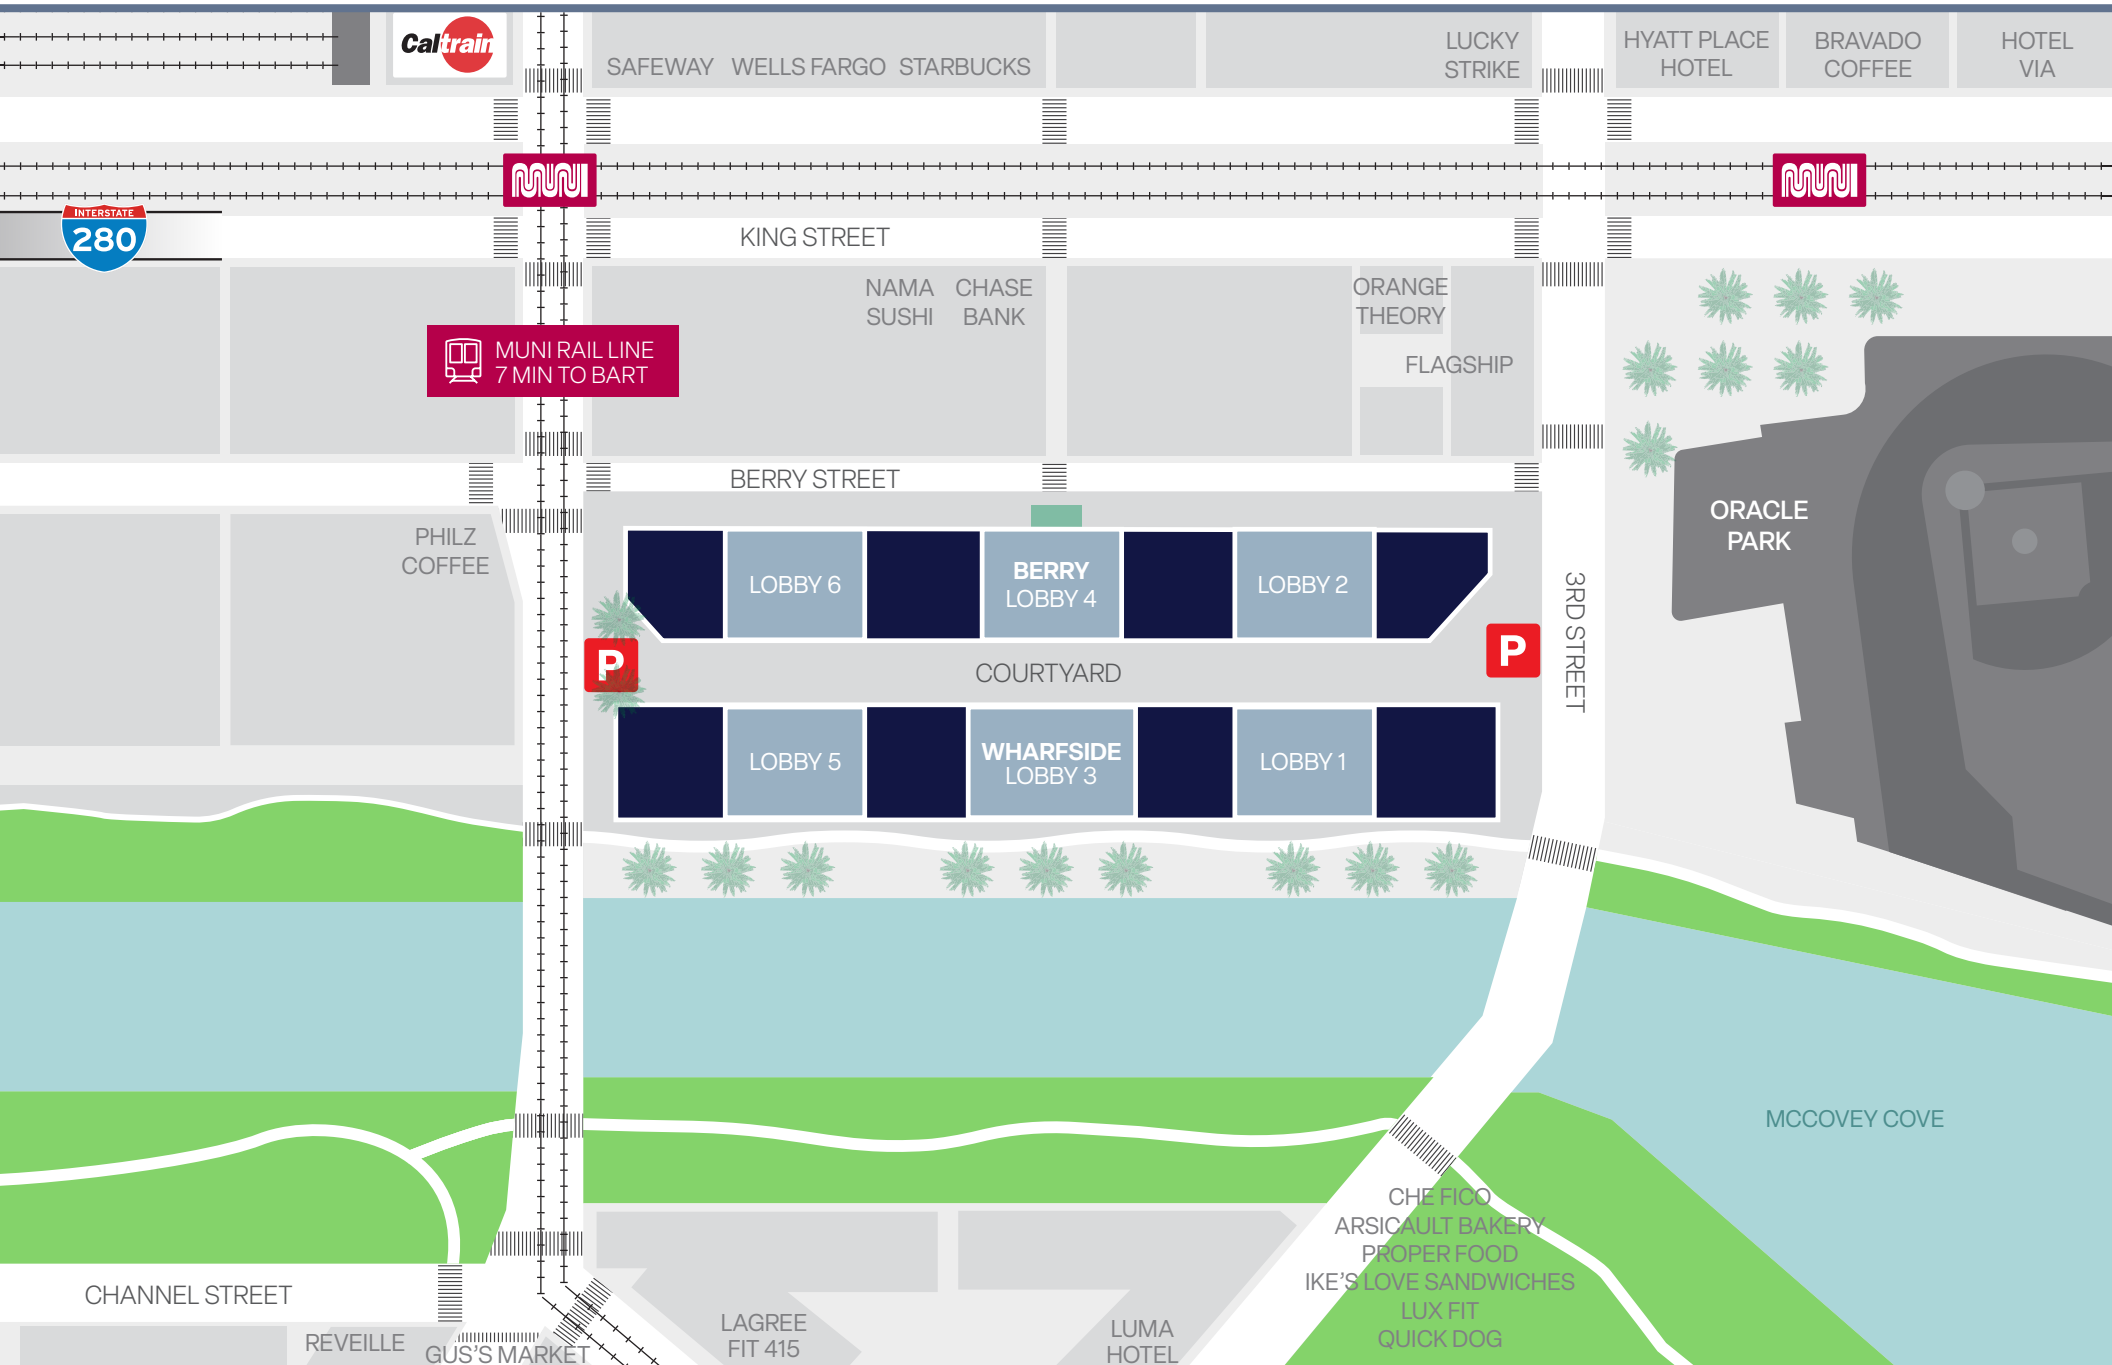 Caltrain
SAFEWAY WELLS FARGO STARBUCKS
LUCKY
STRIKE
HYATT PLACE
HOTEL
BRAVADO
COFFEE
HOTEL
VIA
MUNI
MUNI
INTERSTATE
280
KING STREET
NAMA
SUSHI
CHASE
BANK
ORANGE
THEORY
FLAGSHIP
MUNI RAIL LINE
7 MIN TO BART
BERRY STREET
PHILZ
COFFEE
ORACLE
PARK
LOBBY 6
BERRY
LOBBY 4
LOBBY 2
3RD STREET
P
COURTYARD
P
LOBBY 5
WHARFSIDE
LOBBY 3
LOBBY 1
MCCOVEY COVE
CHE FICO
ARSICAULT BAKERY
PROPER FOOD
IKE'S LOVE SANDWICHES
LUX FIT
QUICK DOG
CHANNEL STREET
REVEILLE
GUS'S MARKET
LAGREE
FIT 415
LUMA
HOTEL